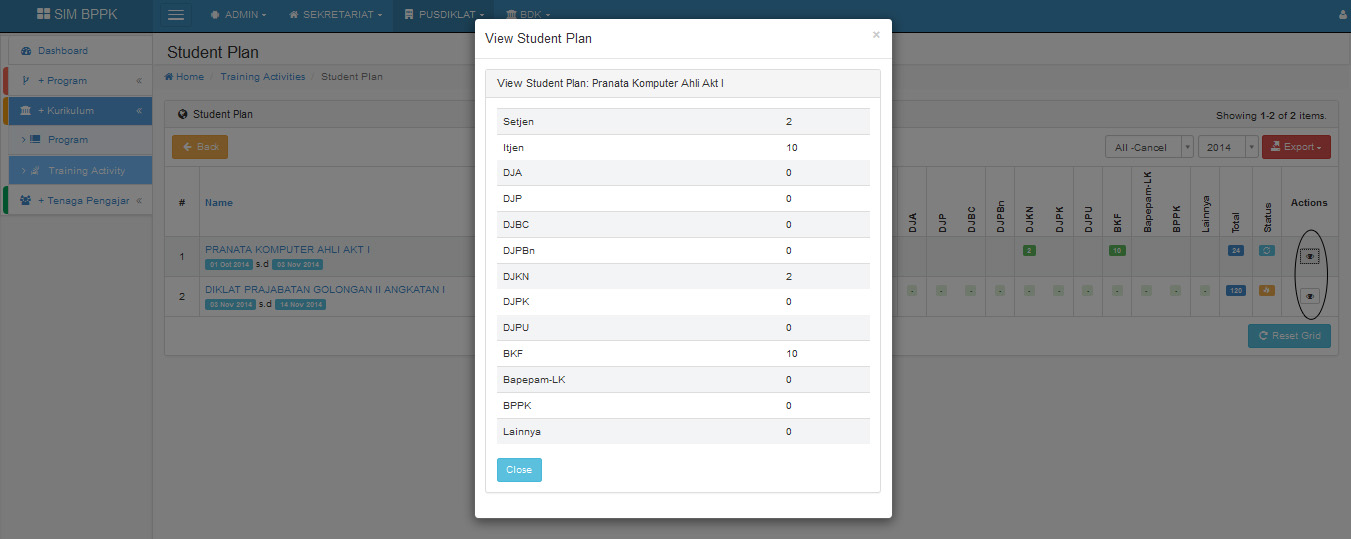 SIM BPPK
ADMIN
SEKRETARIAT
PUSDIKLAT
BDK
Dashboard
+ Program «
+ Kurikulum «
> Program
> Training Activity
+ Tenaga Pengajar «
Student Plan
Home / Training Activities / Student Plan
Student Plan
Showing 1-2 of 2 items.
Back
All -Cancel
2014
Export
# Name DJA DJP DJBC DJPBn DJKN DJPK DJPU BKF Bapepam-LK BPPK Lainnya Total Status Actions
1 PRANATA KOMPUTER AHLI AKT I 2 10 24
01 Oct 2014 s.d 03 Nov 2014
2 DIKLAT PRAJABATAN GOLONGAN II ANGKATAN I - - - - - - - - - - - 120
03 Nov 2014 s.d 14 Nov 2014
Reset Grid
View Student Plan ×
View Student Plan: Pranata Komputer Ahli Akt I
Setjen 2
Itjen 10
DJA 0
DJP 0
DJBC 0
DJPBn 0
DJKN 2
DJPK 0
DJPU 0
BKF 10
Bapepam-LK 0
BPPK 0
Lainnya 0
Close